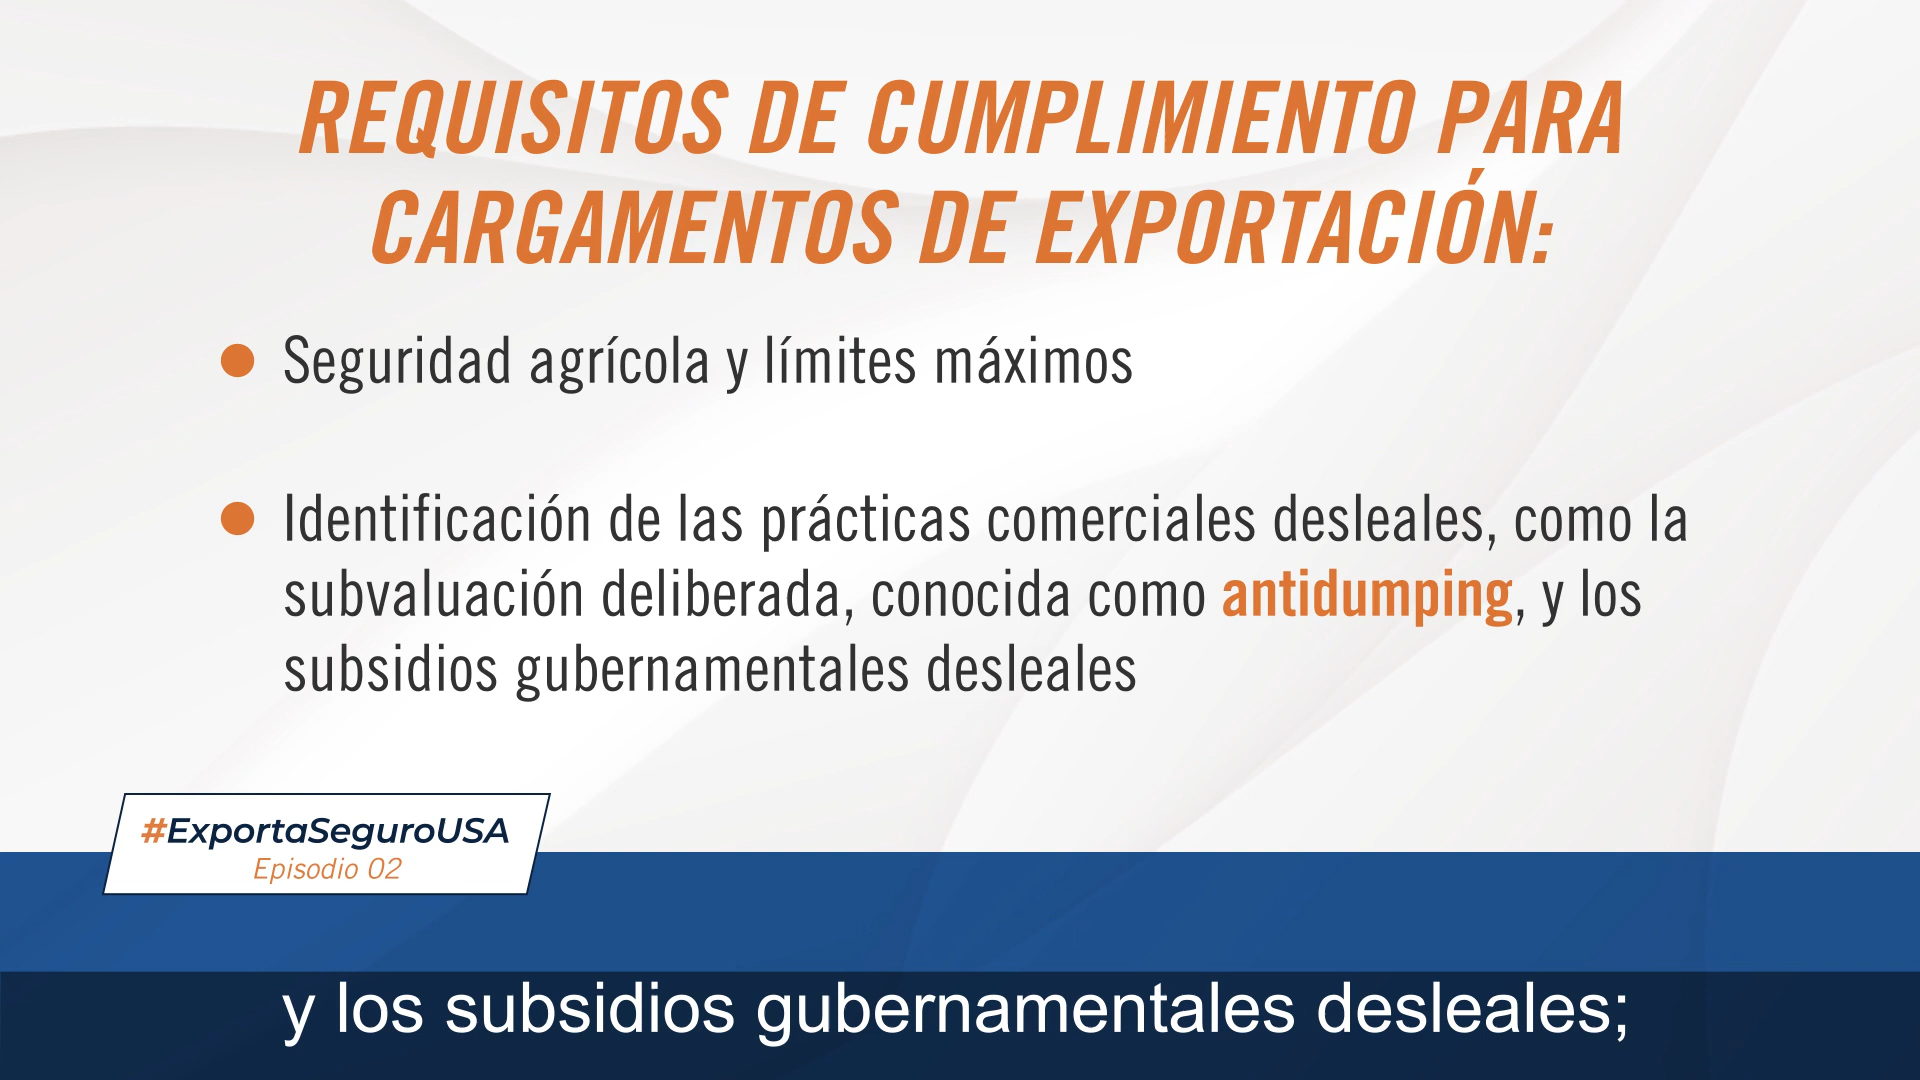 REQUISITOS DE CUMPLIMIENTO PARA
CARGAMENTOS DE EXPORTACIÓN:
Seguridad agrícola y límites máximos
Identificación de las prácticas comerciales desleales, como la
subvaluación deliberada, conocida como antidumping, y los
subsidios gubernamentales desleales
#ExportaSeguroUSA
Episodio 02
y los subsidios gubernamentales desleales;